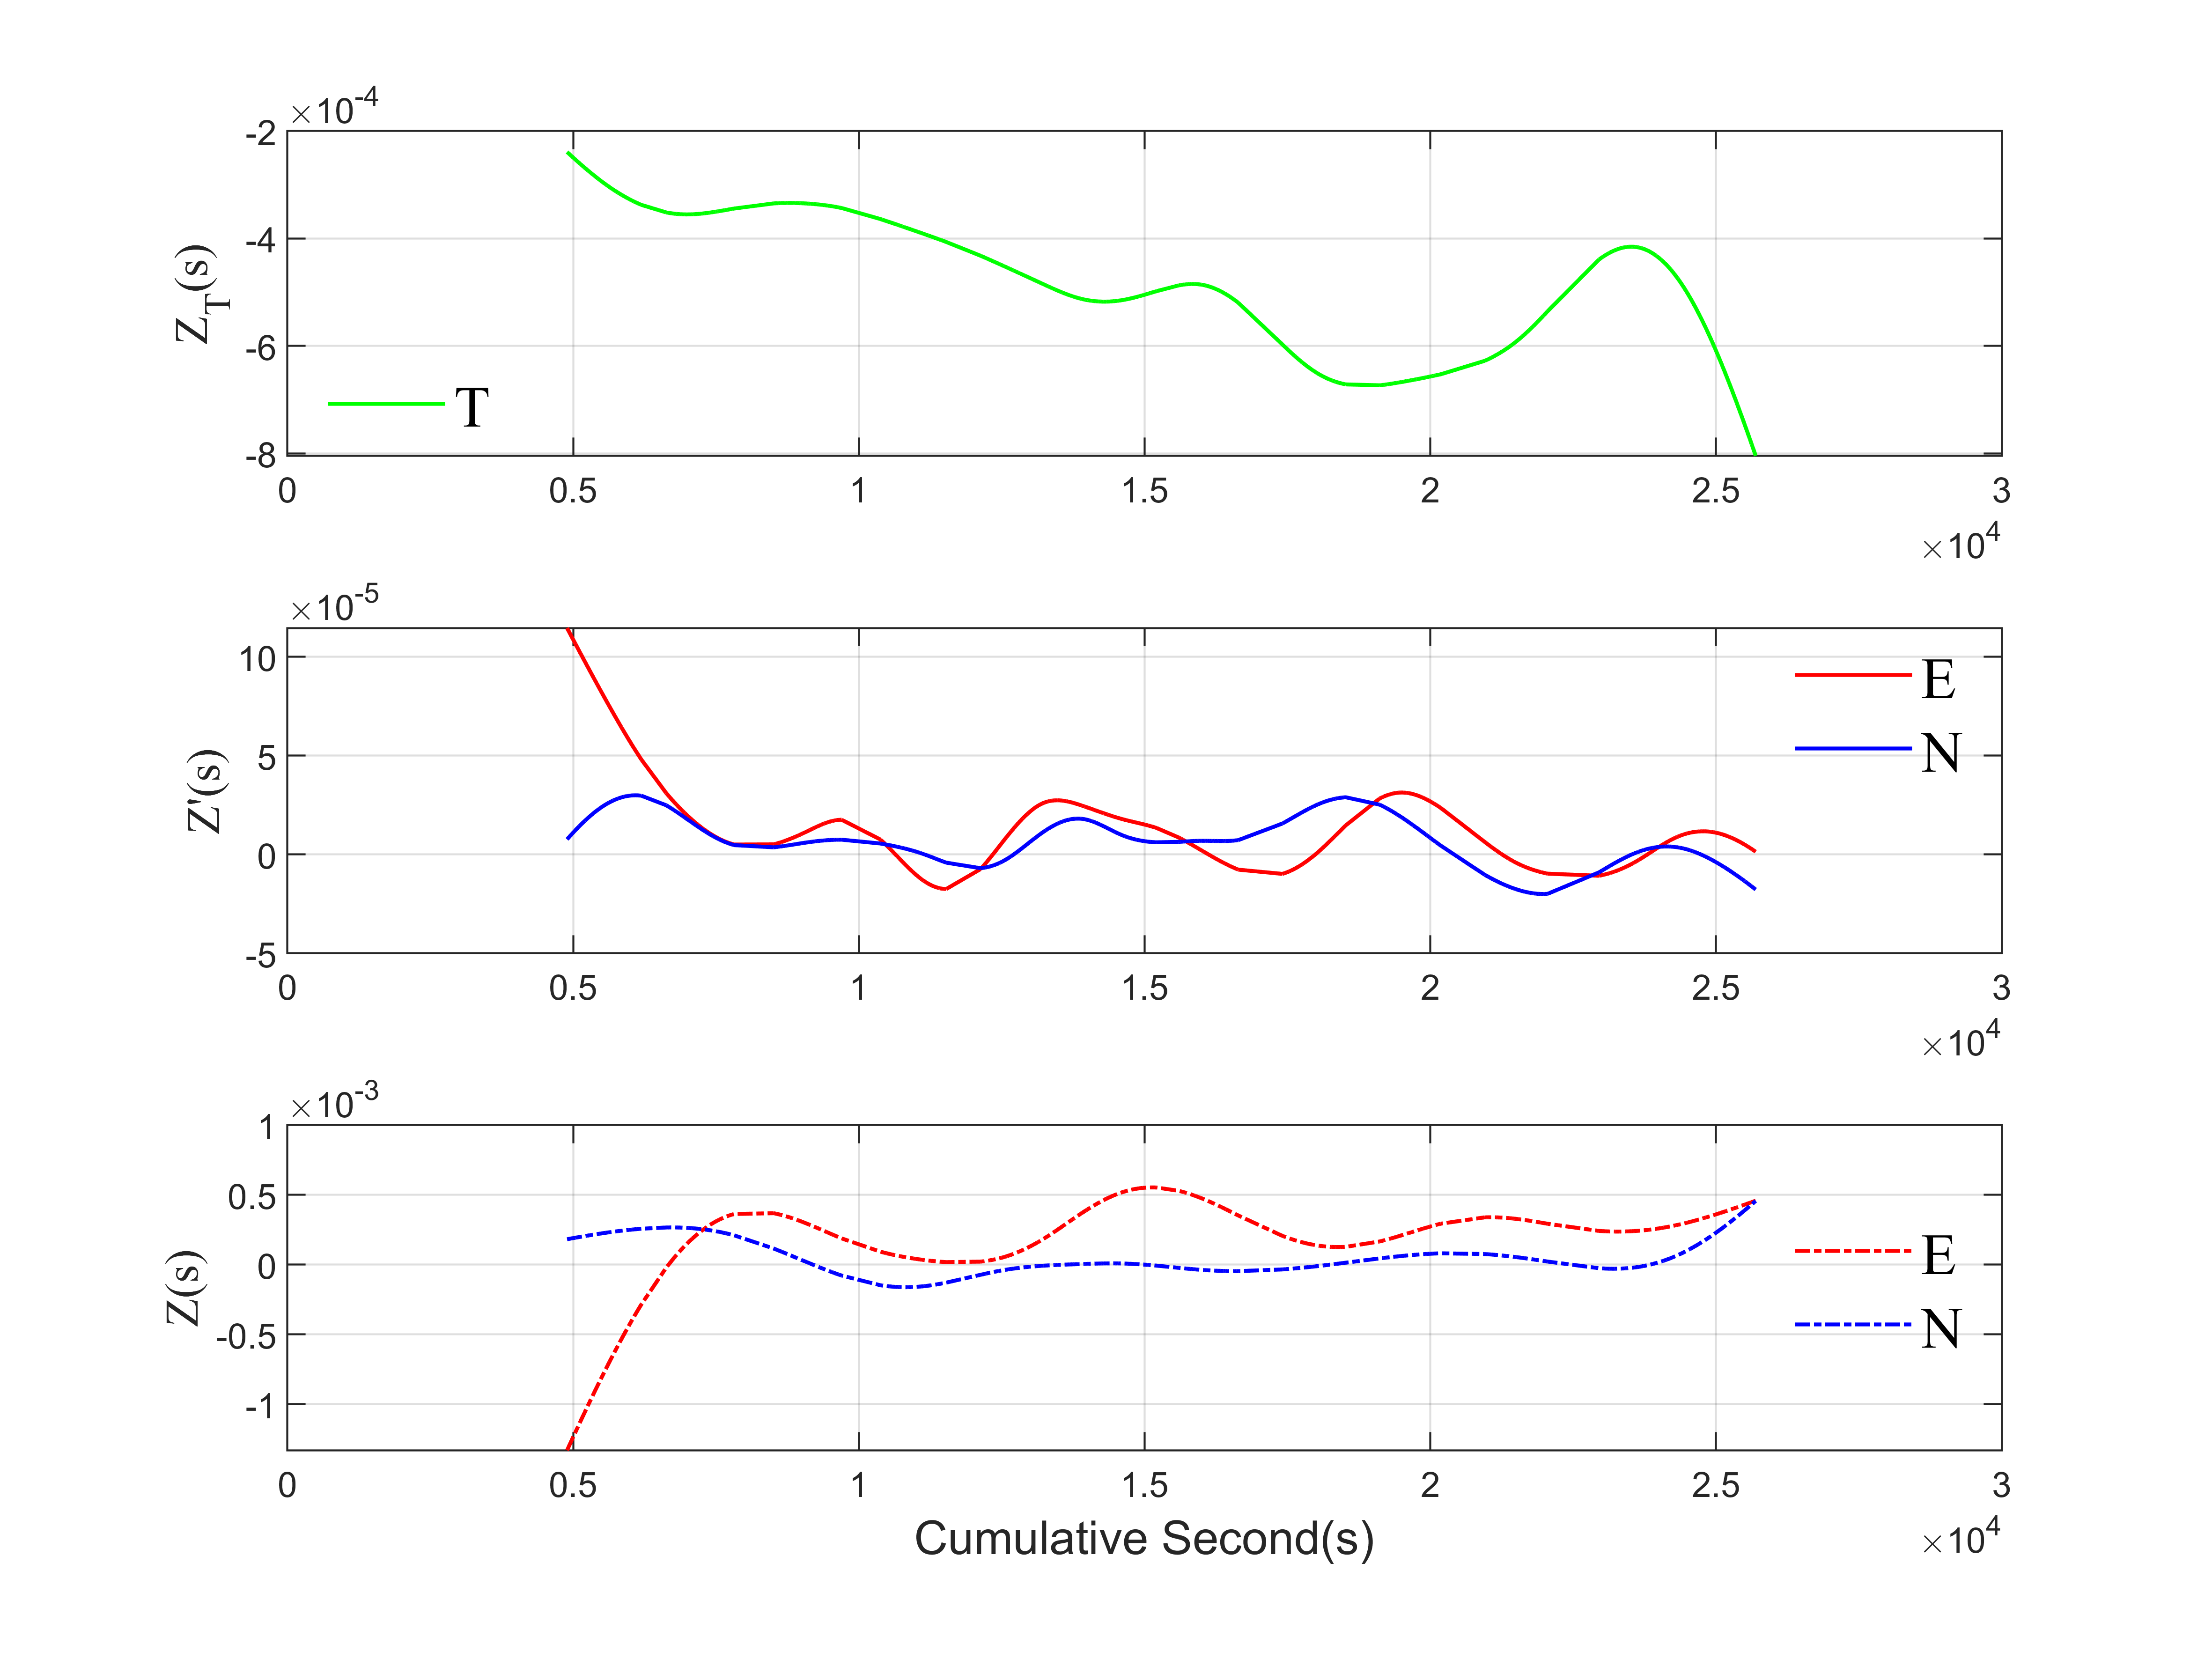 ×10-4
-2
-4
-6
-8
Z_T(s)
T
0 0.5 1 1.5 2 2.5 3
×10^4
×10^-5
10
5
0
-5
Z'(s)
E
N
0 0.5 1 1.5 2 2.5 3
×10^4
×10^-3
1
0.5
0
-0.5
-1
Z(s)
E
N
0 0.5 1 1.5 2 2.5 3
Cumulative Second(s)
×10^4